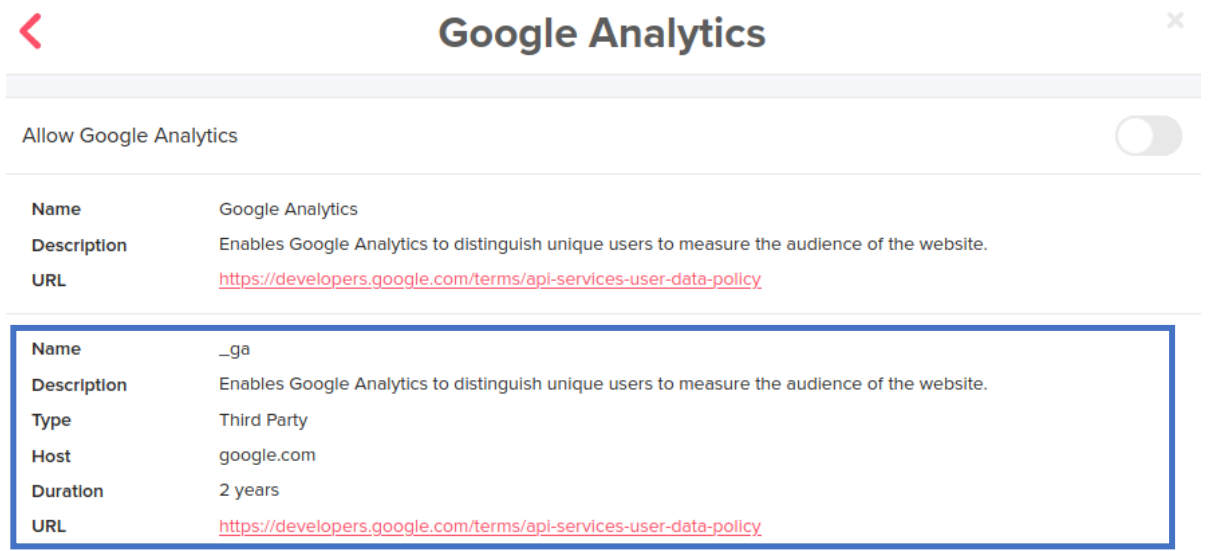 Google Analytics
Allow Google Analytics
Name Google Analytics
Description Enables Google Analytics to distinguish unique users to measure the audience of the website.
URL https://developers.google.com/terms/api-services-user-data-policy
Name _ga
Description Enables Google Analytics to distinguish unique users to measure the audience of the website.
Type Third Party
Host google.com
Duration 2 years
URL https://developers.google.com/terms/api-services-user-data-policy